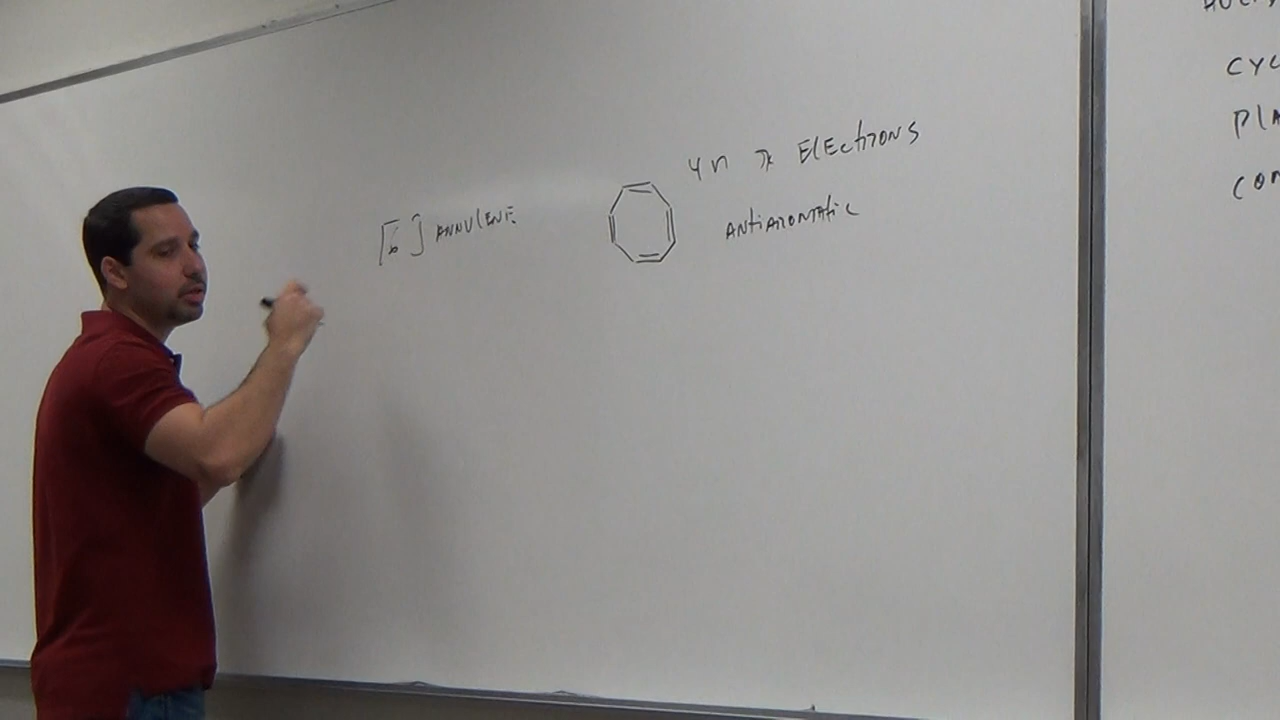 [6] ANNULENE
4n π ElEctrons
Antiaromatic
CYC
PlA
CON